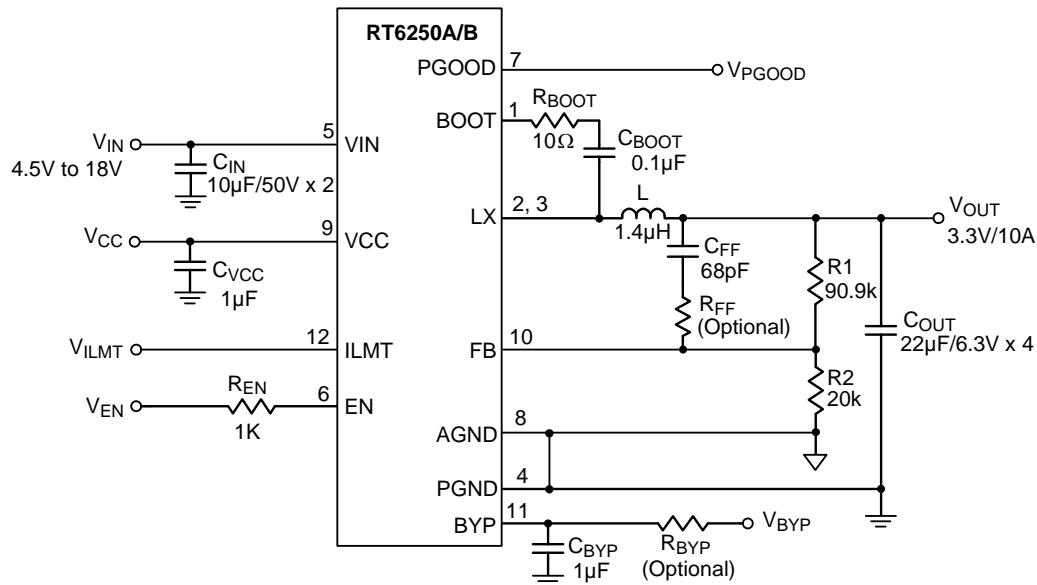 RT6250A/B
PGOOD
7
VPGOOD
BOOT
1
RBOOT
10Ω
CBOOT
0.1µF
VIN
4.5V to 18V
5
VIN
CIN
10µF/50V x 2
LX
2, 3
L
1.4µH
VOUT
3.3V/10A
VCC
9
VCC
CVCC
1µF
CFF
68pF
R1
90.9k
RFF
(Optional)
COUT
22µF/6.3V x 4
VILMT
12
ILMT
FB
10
R2
20k
VEN
REN
1K
6
EN
AGND
8
PGND
4
BYP
11
CBYP
1µF
RBYP
(Optional)
VBYP